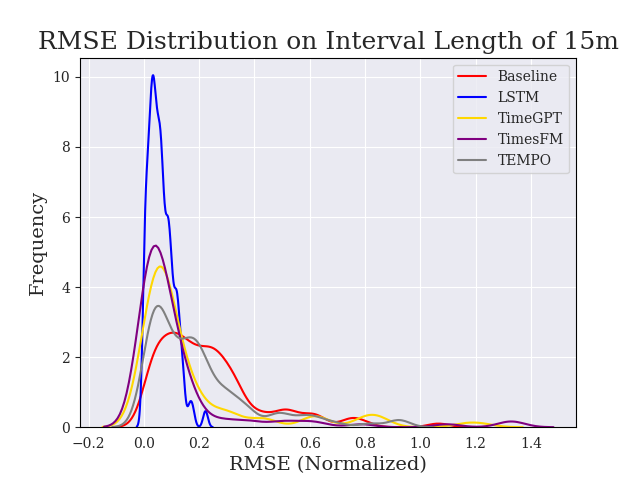 RMSE Distribution on Interval Length of 15m
Baseline
LSTM
TimeGPT
TimesFM
TEMPO
Frequency
10
8
6
4
2
0
−0.2 0.0 0.2 0.4 0.6 0.8 1.0 1.2 1.4
RMSE (Normalized)